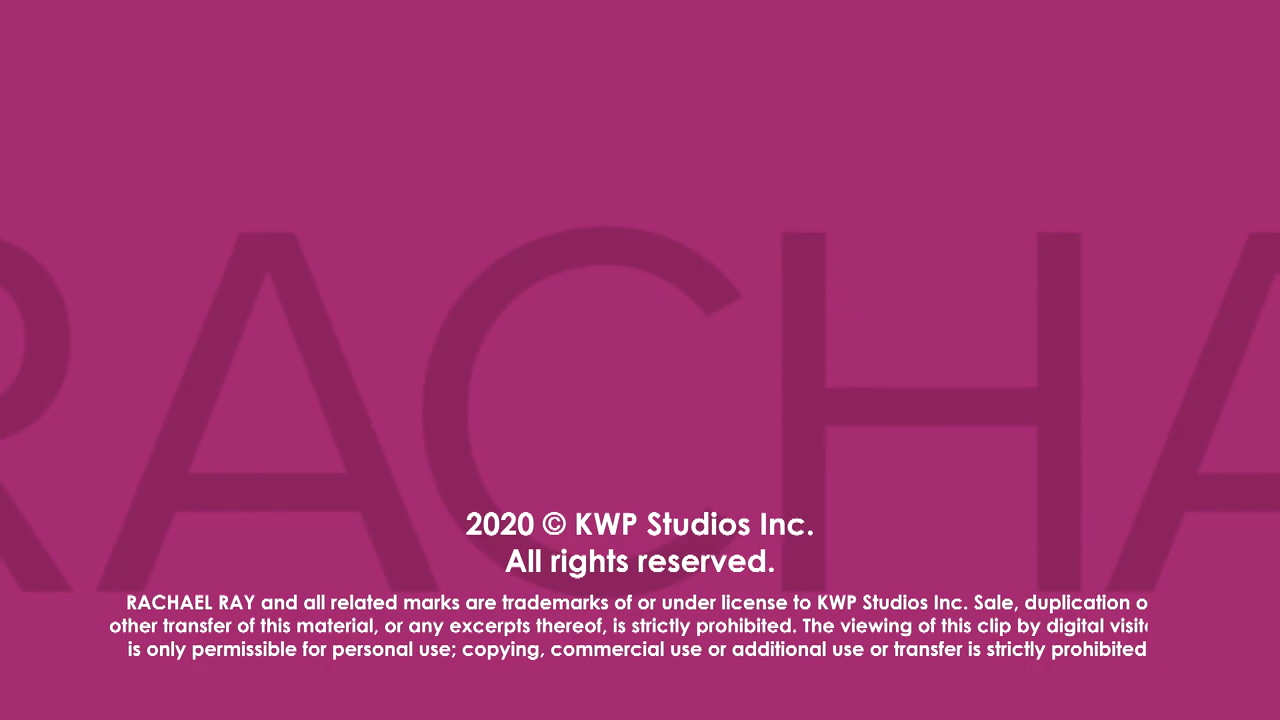 RACHA
2020 © KWP Studios Inc.
All rights reserved.
RACHAEL RAY and all related marks are trademarks of or under license to KWP Studios Inc. Sale, duplication o
other transfer of this material, or any excerpts thereof, is strictly prohibited. The viewing of this clip by digital visit
is only permissible for personal use; copying, commercial use or additional use or transfer is strictly prohibited